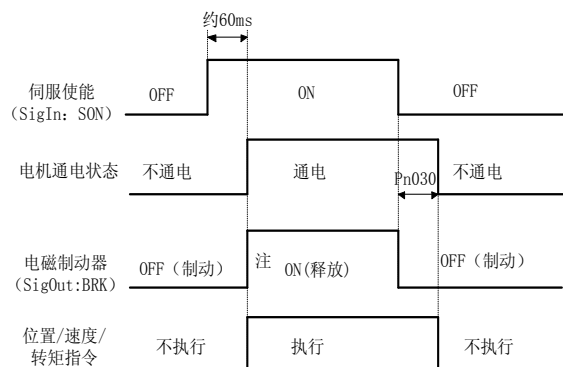 约60ms
伺服使能
(SigIn: SON)
OFF
ON
OFF
电机通电状态
不通电
通电
Pn030
不通电
电磁制动器
(SigOut:BRK)
OFF（制动）
注
ON(释放)
OFF（制动）
位置/速度/
转矩指令
不执行
执行
不执行